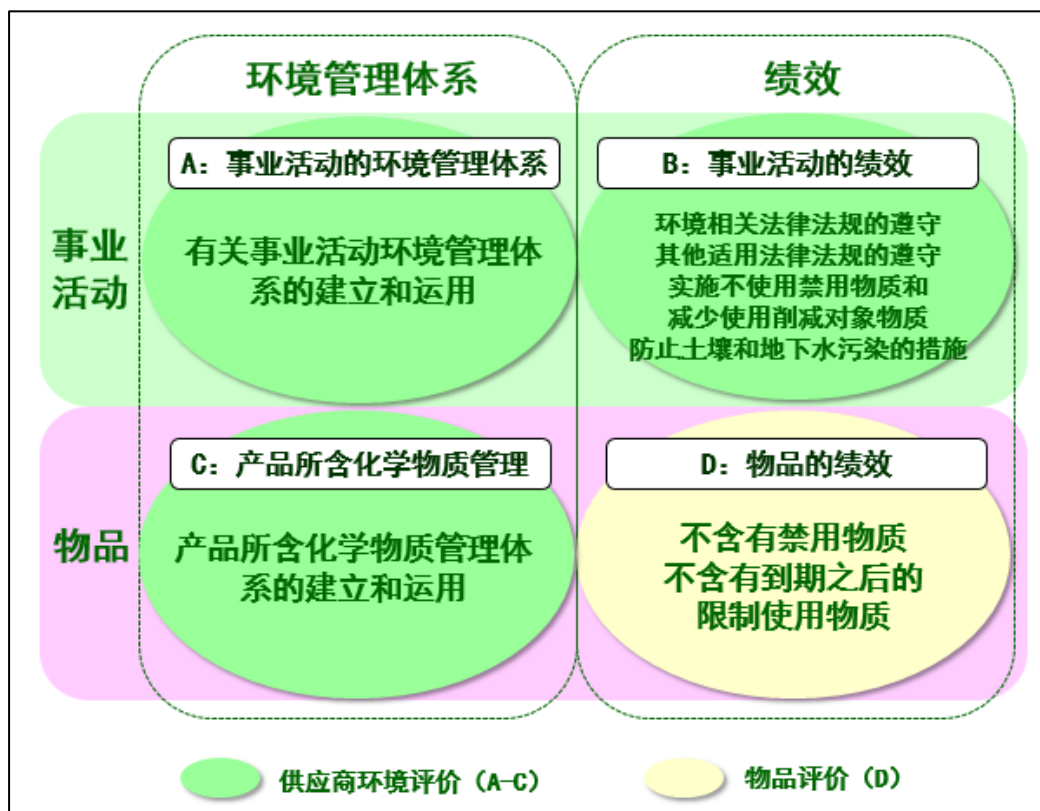 环境管理体系
绩效
事业
活动
A：事业活动的环境管理体系
有关事业活动环境管理体
系的建立和运用
B：事业活动的绩效
环境相关法律法规的遵守
其他适用法律法规的遵守
实施不使用禁用物质和
减少使用削减对象物质
防止土壤和地下水污染的措施
物品
C：产品所含化学物质管理
产品所含化学物质管理体
系的建立和运用
D：物品的绩效
不含有禁用物质
不含有到期之后的
限制使用物质
供应商环境评价（A-C）
物品评价（D）